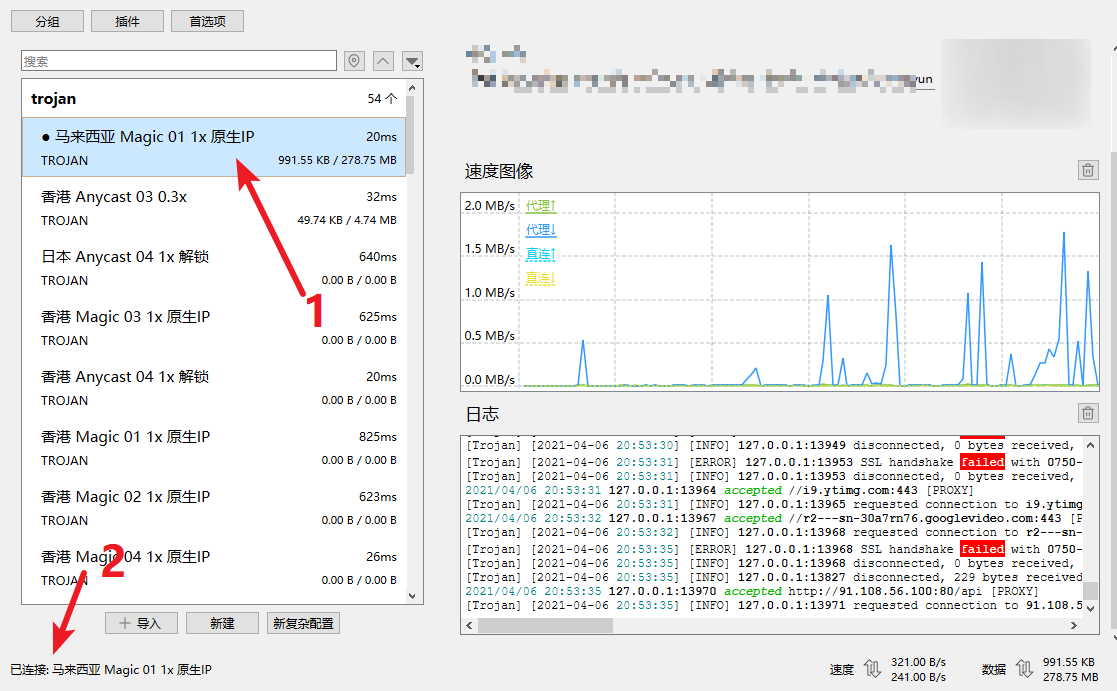 分组 插件 首选项
搜索
trojan 54 个
● 马来西亚 Magic 01 1x 原生IP 20ms
TROJAN 991.55 KB / 278.75 MB
香港 Anycast 03 0.3x 32ms
TROJAN 49.74 KB / 4.74 MB
日本 Anycast 04 1x 解锁 640ms
TROJAN 0.00 B / 0.00 B
香港 Magic 03 1x 原生IP 625ms
TROJAN 0.00 B / 0.00 B
香港 Anycast 04 1x 解锁 20ms
TROJAN 0.00 B / 0.00 B
香港 Magic 01 1x 原生IP 825ms
TROJAN 0.00 B / 0.00 B
香港 Magic 02 1x 原生IP 623ms
TROJAN 0.00 B / 0.00 B
香港 Magic 04 1x 原生IP 26ms
TROJAN 0.00 B / 0.00 B
1
2
导入 新建 新复杂配置
yun
速度图像
2.0 MB/s
1.5 MB/s
1.0 MB/s
0.5 MB/s
0.0 MB/s
代理↑
代理↓
直连↑
直连↓
日志
[Trojan] [2021-04-06 20:53:30] [INFO] 127.0.0.1:13949 disconnected, 0 bytes received,
[Trojan] [2021-04-06 20:53:31] [ERROR] 127.0.0.1:13953 SSL handshake failed with 0750-
[Trojan] [2021-04-06 20:53:31] [INFO] 127.0.0.1:13953 disconnected, 0 bytes received,
2021/04/06 20:53:31 127.0.0.1:13964 accepted //i9.ytimg.com:443 [PROXY]
[Trojan] [2021-04-06 20:53:31] [INFO] 127.0.0.1:13965 requested connection to i9.ytimg
2021/04/06 20:53:32 127.0.0.1:13967 accepted //r2---sn-30a7rn76.googlevideo.com:443 [P
[Trojan] [2021-04-06 20:53:32] [INFO] 127.0.0.1:13968 requested connection to r2---sn-
[Trojan] [2021-04-06 20:53:35] [ERROR] 127.0.0.1:13968 SSL handshake failed with 0750-
[Trojan] [2021-04-06 20:53:35] [INFO] 127.0.0.1:13968 disconnected, 0 bytes received,
[Trojan] [2021-04-06 20:53:35] [INFO] 127.0.0.1:13827 disconnected, 229 bytes received
2021/04/06 20:53:35 127.0.0.1:13970 accepted http://91.108.56.100:80/api [PROXY]
[Trojan] [2021-04-06 20:53:35] [INFO] 127.0.0.1:13971 requested connection to 91.108.5
已连接: 马来西亚 Magic 01 1x 原生IP
速度 321.00 B/s
241.00 B/s
数据 991.55 KB
278.75 MB